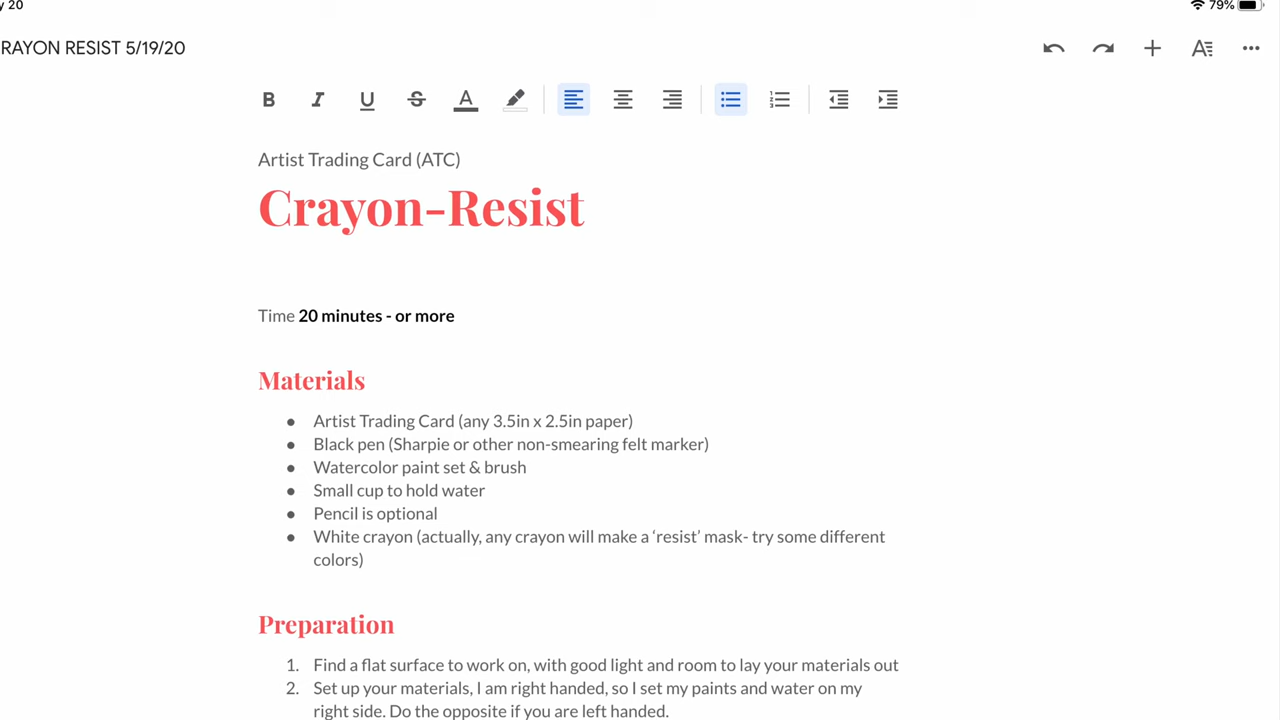 y 20
79%
RAYON RESIST 5/19/20
B I U S A
Artist Trading Card (ATC)
Crayon-Resist
Time 20 minutes - or more
Materials
● Artist Trading Card (any 3.5in x 2.5in paper)
● Black pen (Sharpie or other non-smearing felt marker)
● Watercolor paint set & brush
● Small cup to hold water
● Pencil is optional
● White crayon (actually, any crayon will make a ‘resist’ mask- try some different
colors)
Preparation
1. Find a flat surface to work on, with good light and room to lay your materials out
2. Set up your materials, I am right handed, so I set my paints and water on my
right side. Do the opposite if you are left handed.